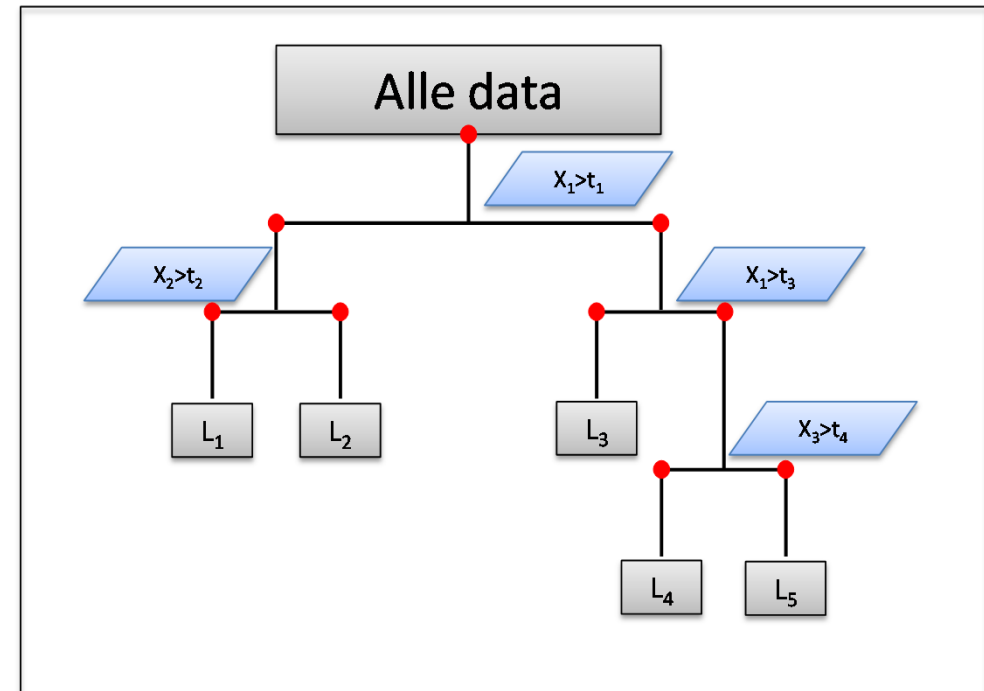 Alle data
X₁>t₁
X₂>t₂
X₁>t₃
L₁
L₂
L₃
X₃>t₄
L₄
L₅